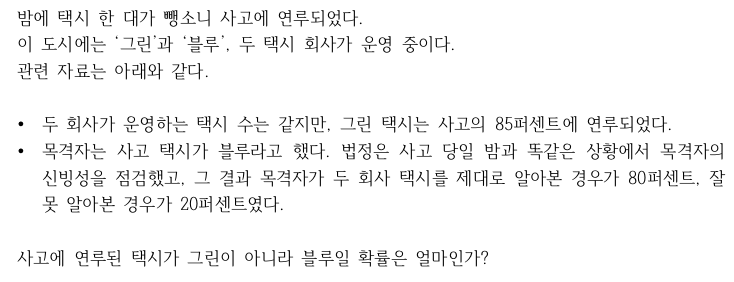 밤에 택시 한 대가 뺑소니 사고에 연루되었다.
이 도시에는 ‘그린’과 ‘블루’, 두 택시 회사가 운영 중이다.
관련 자료는 아래와 같다.
• 두 회사가 운영하는 택시 수는 같지만, 그린 택시는 사고의 85퍼센트에 연루되었다.
• 목격자는 사고 택시가 블루라고 했다. 법정은 사고 당일 밤과 똑같은 상황에서 목격자의
신빙성을 점검했고, 그 결과 목격자가 두 회사 택시를 제대로 알아본 경우가 80퍼센트, 잘
못 알아본 경우가 20퍼센트였다.
사고에 연루된 택시가 그린이 아니라 블루일 확률은 얼마인가?